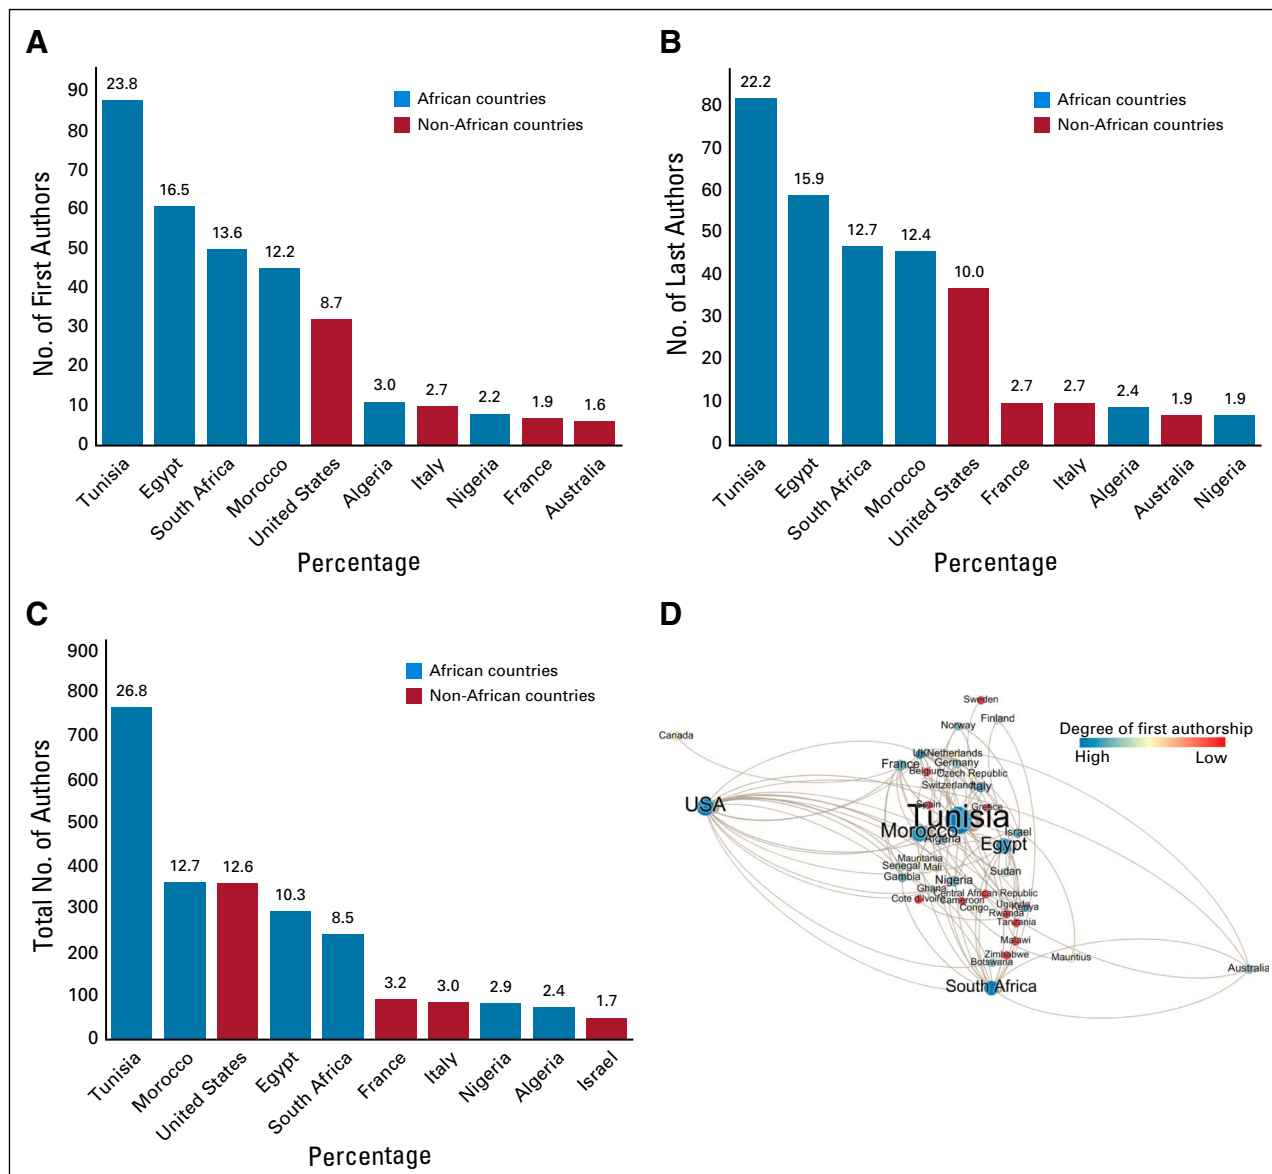 A
90
80
70
60
50
40
30
20
10
0
No. of First Authors
23.8
16.5
13.6
12.2
8.7
3.0
2.7
2.2
1.9
1.6
African countries
Non-African countries
Tunisia
Egypt
South Africa
Morocco
United States
Algeria
Italy
Nigeria
France
Australia
Percentage
B
80
70
60
50
40
30
20
10
0
No. of Last Authors
22.2
15.9
12.7
12.4
10.0
2.7
2.7
2.4
1.9
1.9
African countries
Non-African countries
Tunisia
Egypt
South Africa
Morocco
United States
France
Italy
Algeria
Australia
Nigeria
Percentage
C
900
800
700
600
500
400
300
200
100
0
Total No. of Authors
26.8
12.7
12.6
10.3
8.5
3.2
3.0
2.9
2.4
1.7
African countries
Non-African countries
Tunisia
Morocco
United States
Egypt
South Africa
France
Italy
Nigeria
Algeria
Israel
Percentage
D
Degree of first authorship
High Low
Sweden
Finland
Norway
Canada
UK Netherlands
France Germany
Belgium Czech Republic
Switzerland Italy
USA
Spain Greece
Tunisia
Morocco
Algeria
Israel
Egypt
Mauritania
Senegal Mali
Sudan
Gambia
Nigeria
Ghana
Central African Republic
Cote d'Ivoire
Cameroon
Congo
Uganda
Kenya
Rwanda
Tanzania
Malawi
Zimbabwe
Botswana
Mauritius
Australia
South Africa